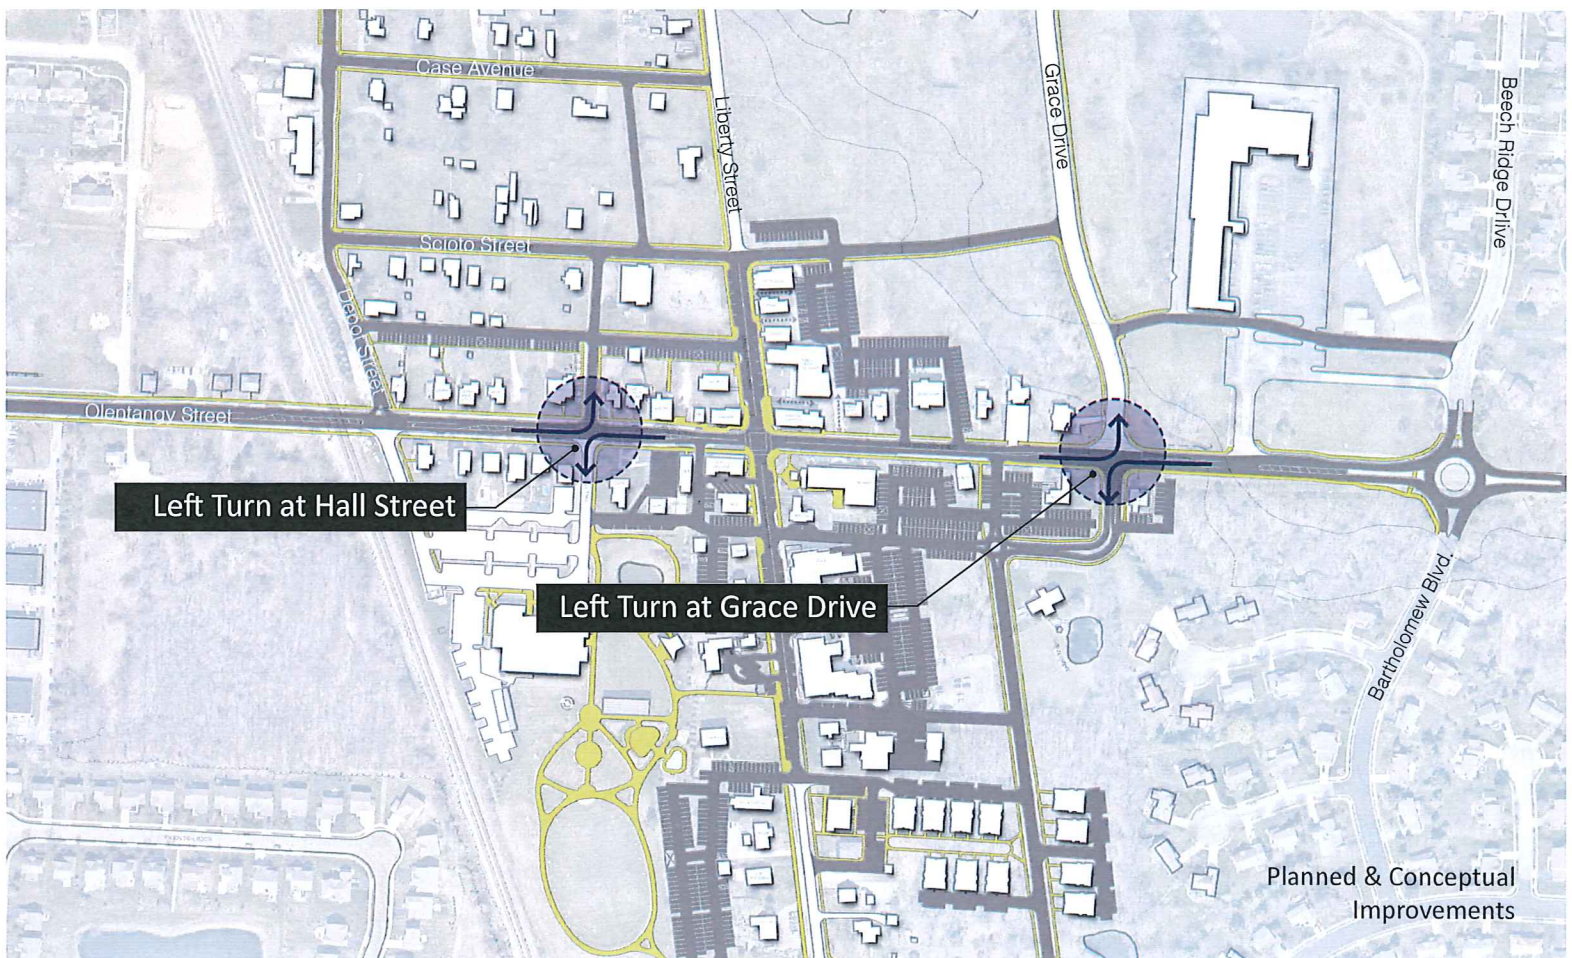 Case Avenue
Liberty Street
Grace Drive
Beech Ridge Drlive
Scioto Street
Depot Street
Olentangy Street
Left Turn at Hall Street
Left Turn at Grace Drive
Bartholomew Blvd.
Planned & Conceptual
Improvements